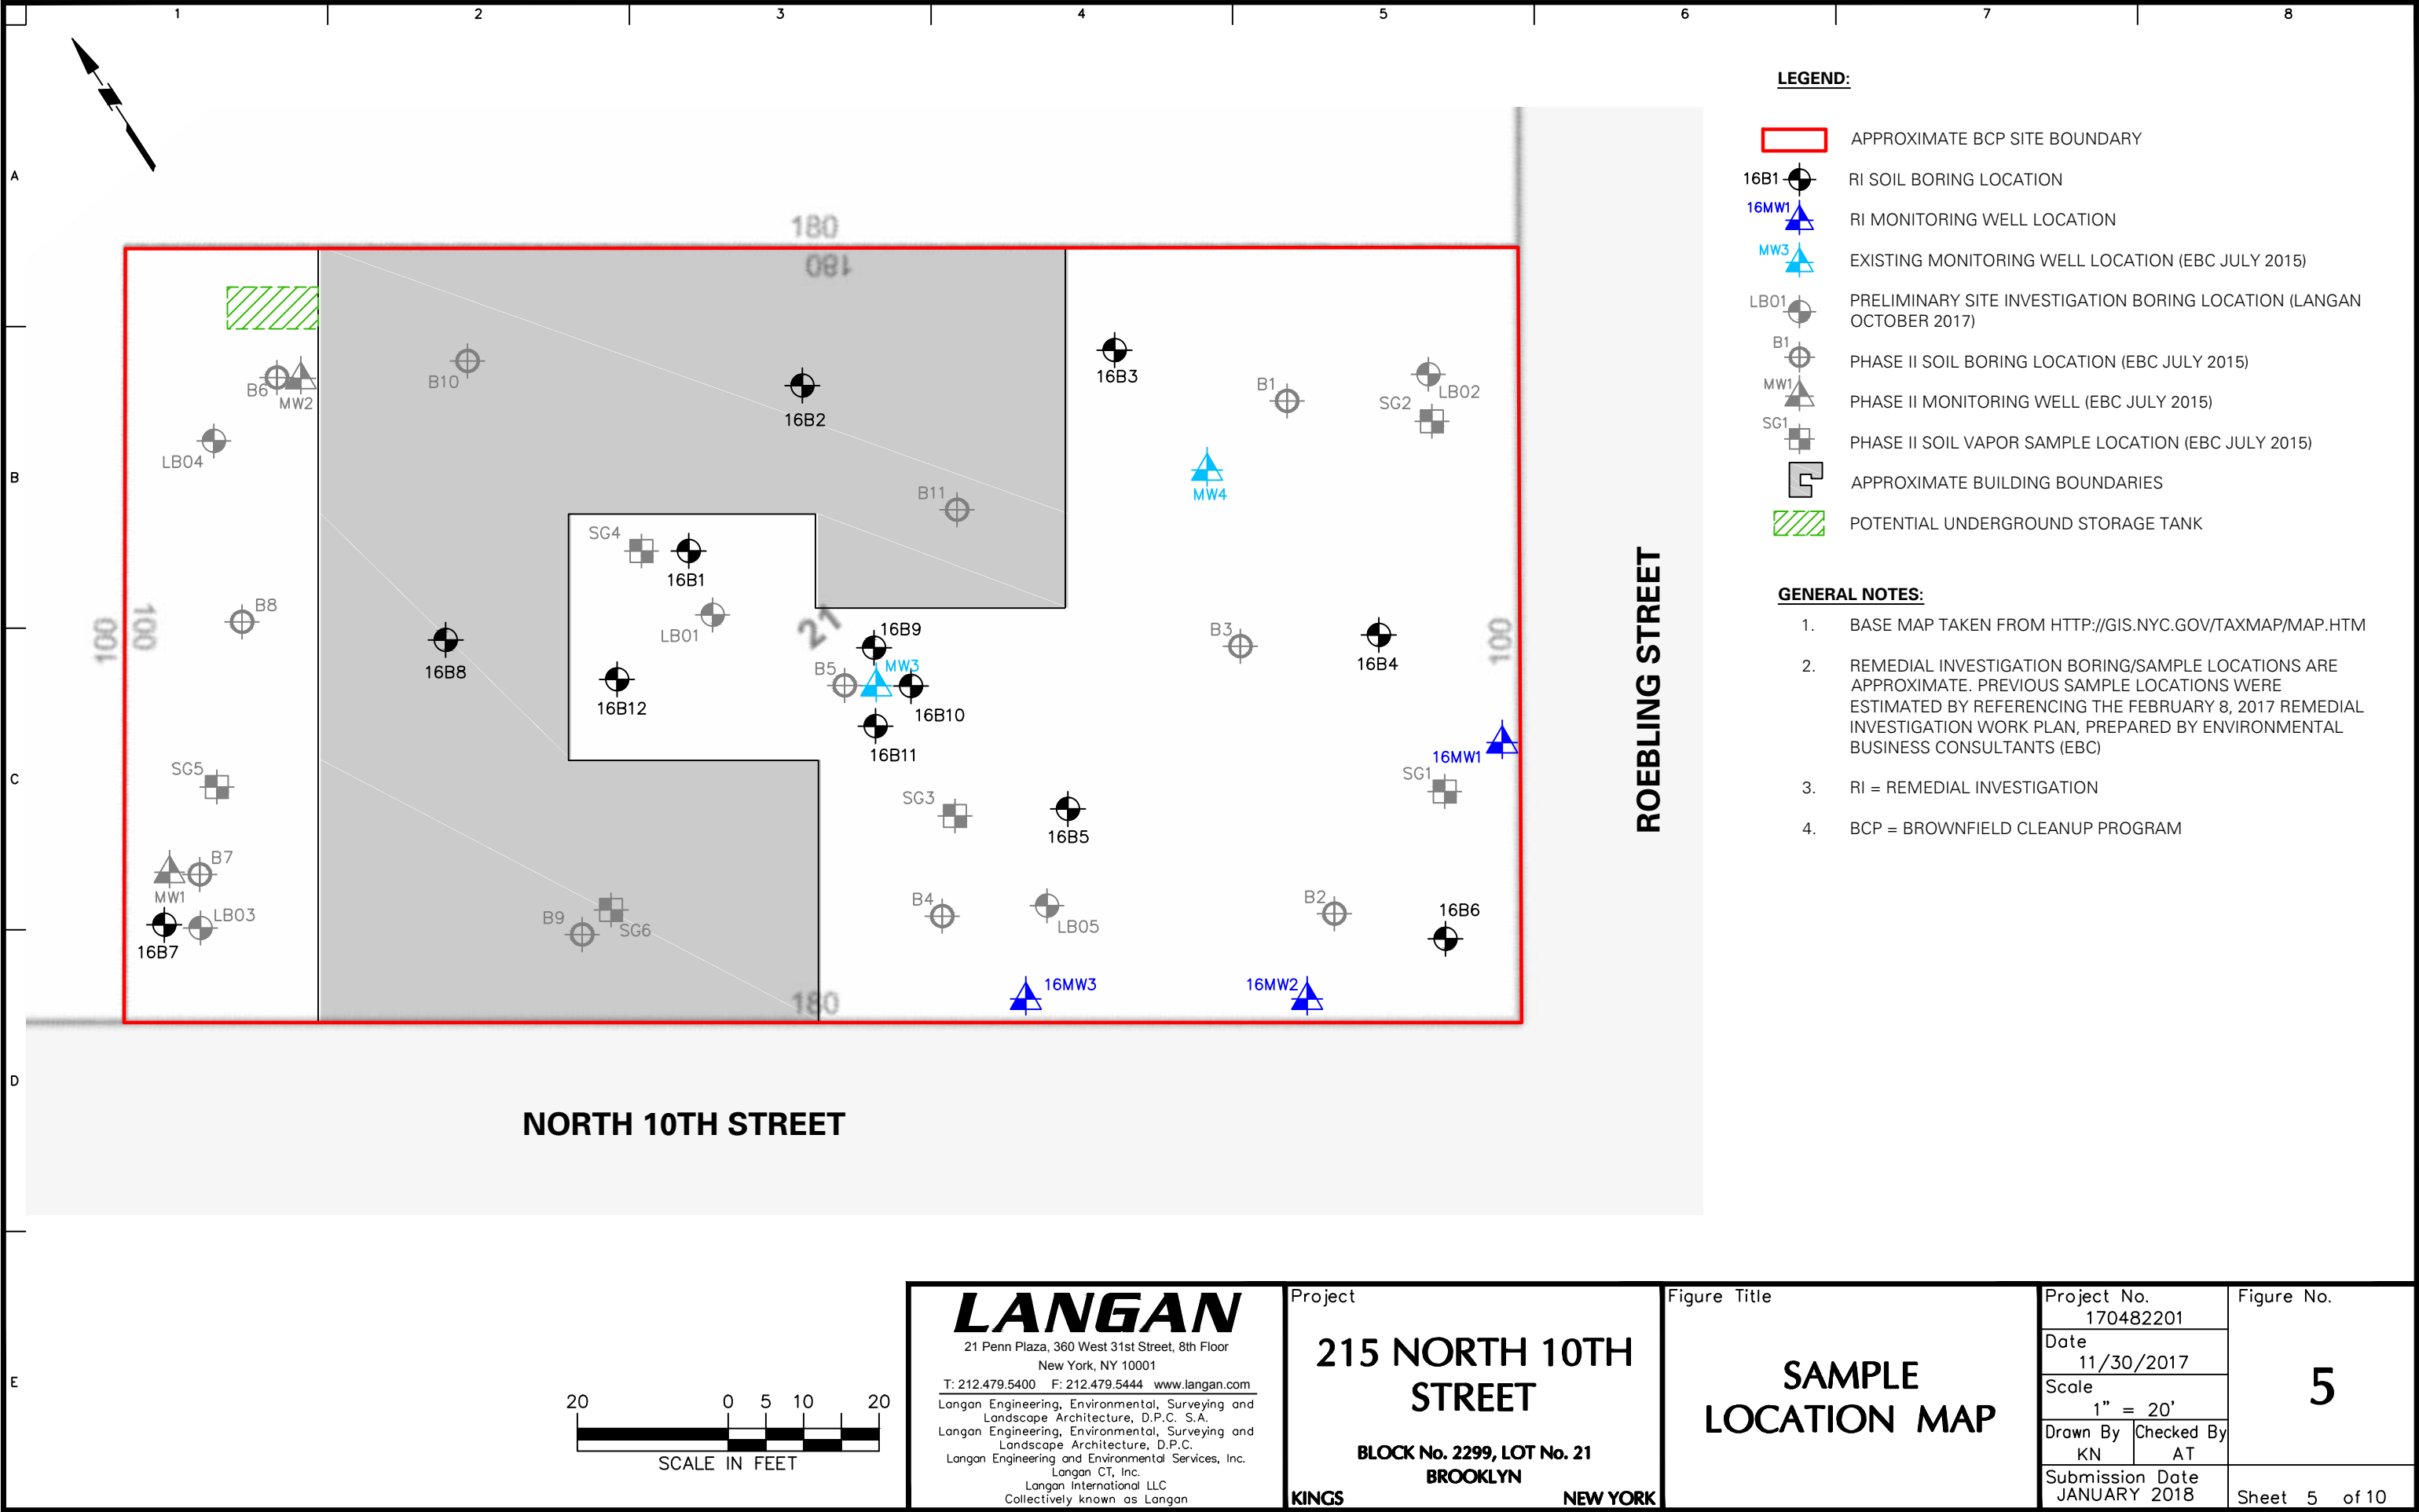 1 2 3 4 5 6 7 8
A
B
C
D
E
180
180
100
100
100
180
21
B6
MW2
B10
LB04
16B2
16B3
B1
LB02
SG2
MW4
B11
SG4
16B1
LB01
B8
16B8
16B12
16B9
B5
MW3
16B10
16B11
B3
16B4
16MW1
SG1
SG5
SG3
16B5
B7
MW1
LB03
16B7
B9
SG6
B4
LB05
B2
16B6
16MW3
16MW2
ROEBLING STREET
NORTH 10TH STREET
LEGEND:
APPROXIMATE BCP SITE BOUNDARY
16B1 RI SOIL BORING LOCATION
16MW1 RI MONITORING WELL LOCATION
MW3 EXISTING MONITORING WELL LOCATION (EBC JULY 2015)
LB01 PRELIMINARY SITE INVESTIGATION BORING LOCATION (LANGAN
OCTOBER 2017)
B1 PHASE II SOIL BORING LOCATION (EBC JULY 2015)
MW1 PHASE II MONITORING WELL (EBC JULY 2015)
SG1 PHASE II SOIL VAPOR SAMPLE LOCATION (EBC JULY 2015)
APPROXIMATE BUILDING BOUNDARIES
POTENTIAL UNDERGROUND STORAGE TANK
GENERAL NOTES:
1. BASE MAP TAKEN FROM HTTP://GIS.NYC.GOV/TAXMAP/MAP.HTM
2. REMEDIAL INVESTIGATION BORING/SAMPLE LOCATIONS ARE
APPROXIMATE. PREVIOUS SAMPLE LOCATIONS WERE
ESTIMATED BY REFERENCING THE FEBRUARY 8, 2017 REMEDIAL
INVESTIGATION WORK PLAN, PREPARED BY ENVIRONMENTAL
BUSINESS CONSULTANTS (EBC)
3. RI = REMEDIAL INVESTIGATION
4. BCP = BROWNFIELD CLEANUP PROGRAM
20 0 5 10 20
SCALE IN FEET
LANGAN
21 Penn Plaza, 360 West 31st Street, 8th Floor
New York, NY 10001
T: 212.479.5400 F: 212.479.5444 www.langan.com
Langan Engineering, Environmental, Surveying and
Landscape Architecture, D.P.C. S.A.
Langan Engineering, Environmental, Surveying and
Landscape Architecture, D.P.C.
Langan Engineering and Environmental Services, Inc.
Langan CT, Inc.
Langan International LLC
Collectively known as Langan
Project
215 NORTH 10TH
STREET
BLOCK No. 2299, LOT No. 21
BROOKLYN
KINGS NEW YORK
Figure Title
SAMPLE
LOCATION MAP
Project No.
170482201
Date
11/30/2017
Scale
1" = 20'
Drawn By Checked By
KN AT
Submission Date
JANUARY 2018
Figure No.
5
Sheet 5 of 10